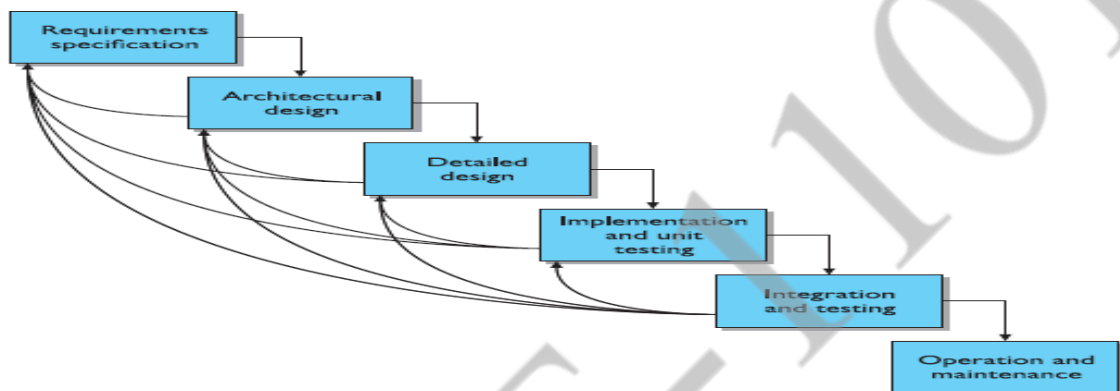 Requirements
specification
Architectural
design
Detailed
design
Implementation
and unit
testing
Integration
and testing
Operation and
maintenance